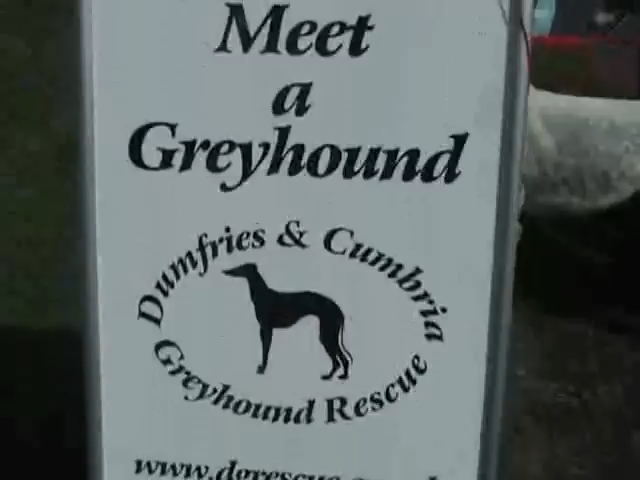 Meet
a
Greyhound
Dumfries & Cumbria
Greyhound Rescue